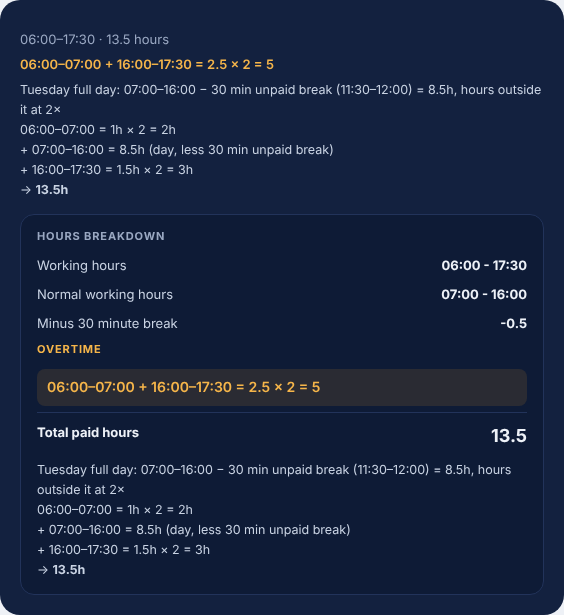 06:00–17:30 · 13.5 hours
06:00–07:00 + 16:00–17:30 = 2.5 × 2 = 5
Tuesday full day: 07:00–16:00 − 30 min unpaid break (11:30–12:00) = 8.5h, hours outside
it at 2×
06:00–07:00 = 1h × 2 = 2h
+ 07:00–16:00 = 8.5h (day, less 30 min unpaid break)
+ 16:00–17:30 = 1.5h × 2 = 3h
→ 13.5h
HOURS BREAKDOWN
Working hours 06:00 - 17:30
Normal working hours 07:00 - 16:00
Minus 30 minute break -0.5
OVERTIME
06:00–07:00 + 16:00–17:30 = 2.5 × 2 = 5
Total paid hours 13.5
Tuesday full day: 07:00–16:00 − 30 min unpaid break (11:30–12:00) = 8.5h, hours
outside it at 2×
06:00–07:00 = 1h × 2 = 2h
+ 07:00–16:00 = 8.5h (day, less 30 min unpaid break)
+ 16:00–17:30 = 1.5h × 2 = 3h
→ 13.5h